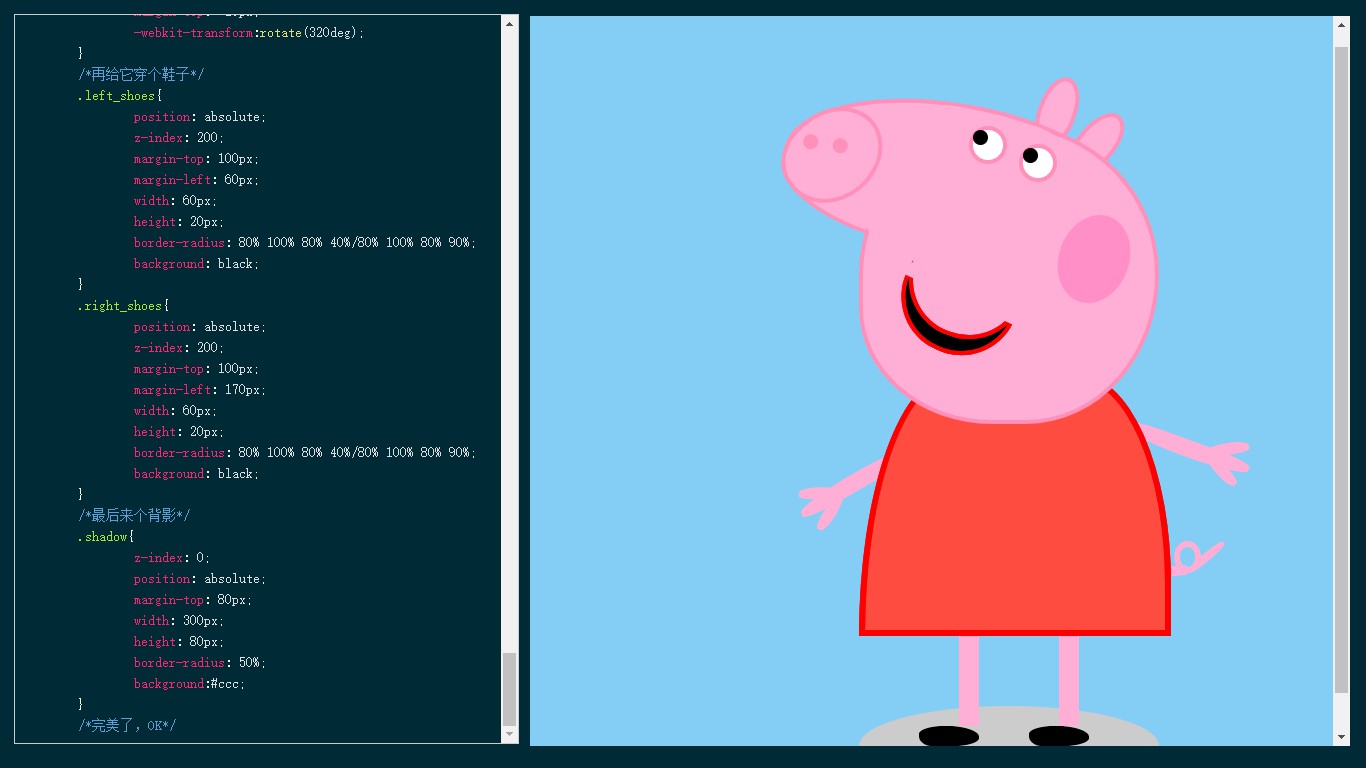 -webkit-transform:rotate(320deg);
}
/*再给它穿个鞋子*/
.left_shoes{
position: absolute;
z-index: 200;
margin-top: 100px;
margin-left: 60px;
width: 60px;
height: 20px;
border-radius: 80% 100% 80% 40%/80% 100% 80% 90%;
background: black;
}
.right_shoes{
position: absolute;
z-index: 200;
margin-top: 100px;
margin-left: 170px;
width: 60px;
height: 20px;
border-radius: 80% 100% 80% 40%/80% 100% 80% 90%;
background: black;
}
/*最后来个背影*/
.shadow{
z-index: 0;
position: absolute;
margin-top: 80px;
width: 300px;
height: 80px;
border-radius: 50%;
background:#ccc;
}
/*完美了，OK*/